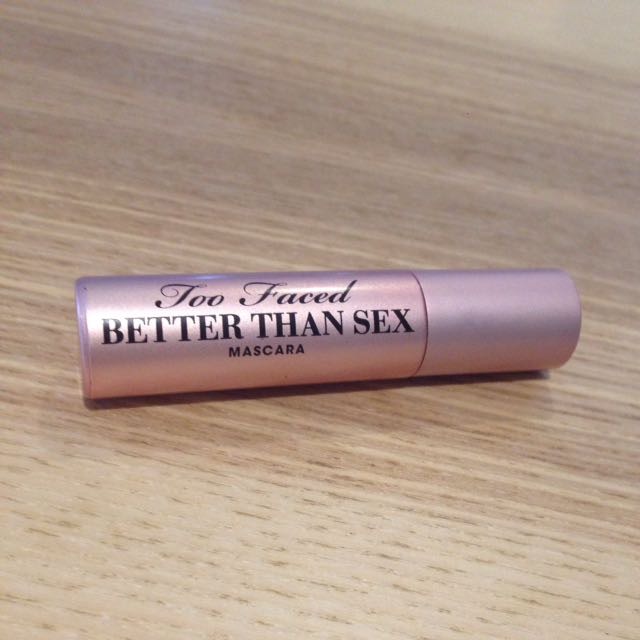 Too Faced
BETTER THAN SEX
MASCARA